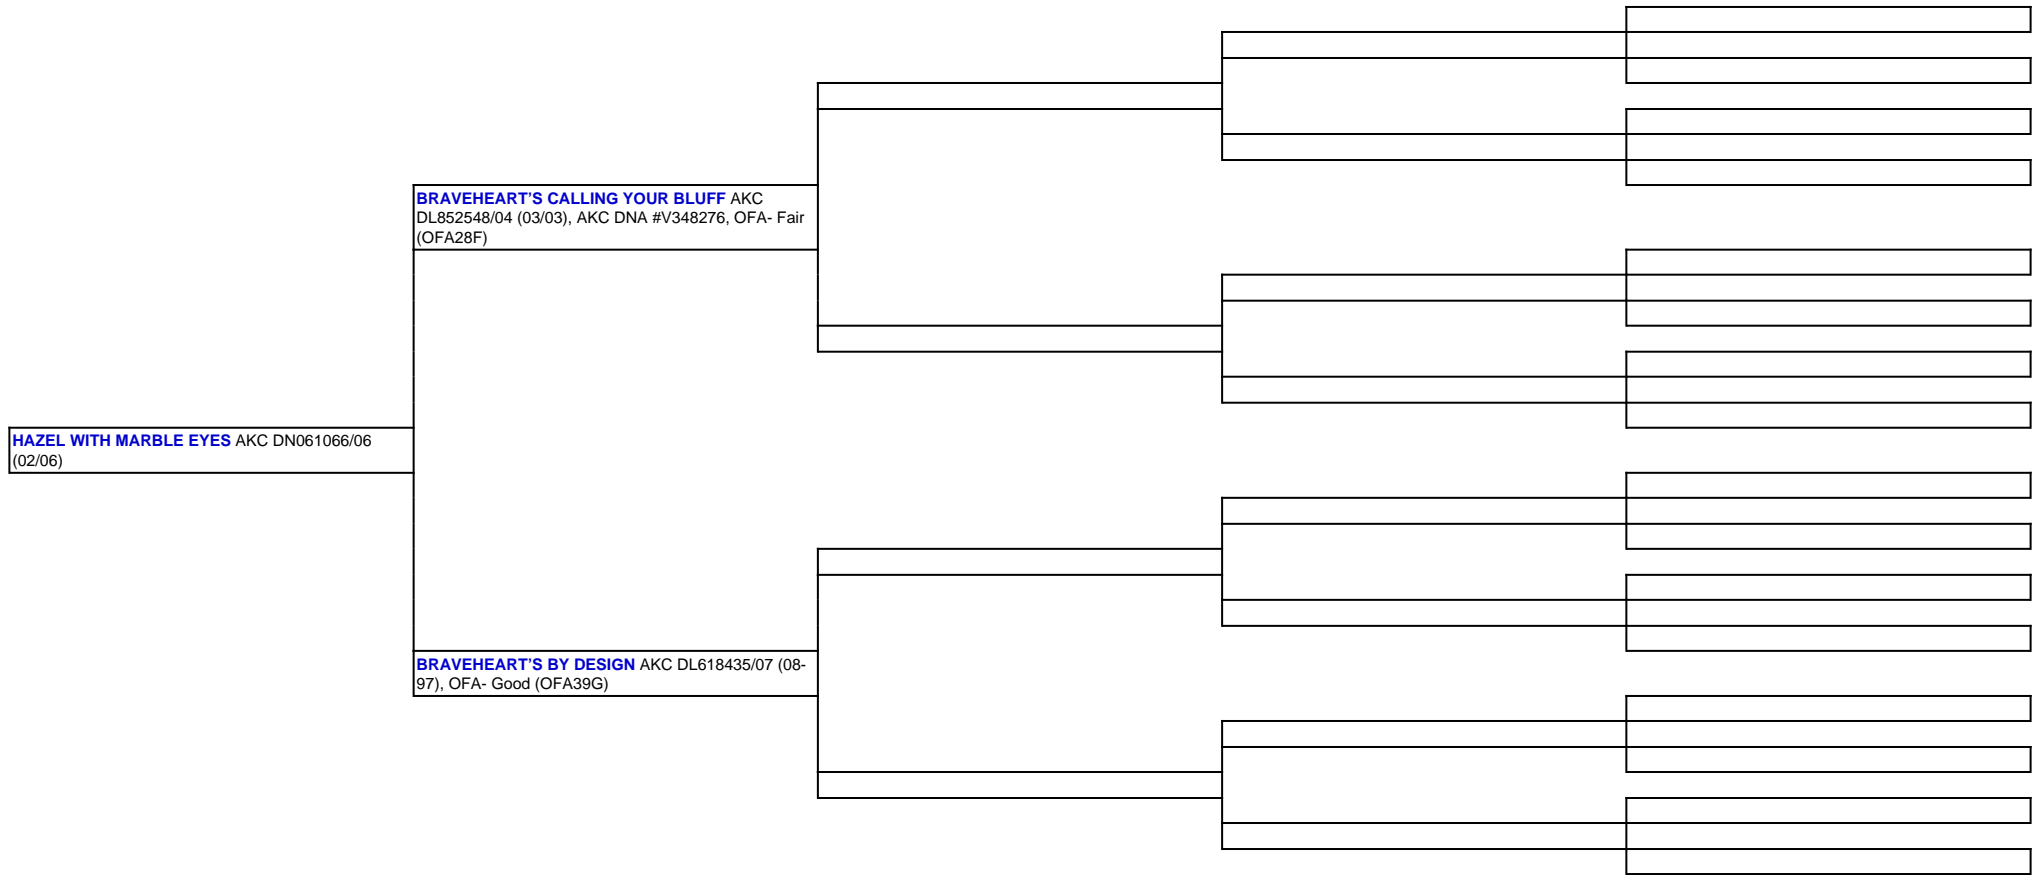 BRAVEHEART'S CALLING YOUR BLUFF AKC
DL852548/04 (03/03), AKC DNA #V348276, OFA- Fair
(OFA28F)
HAZEL WITH MARBLE EYES AKC DN061066/06
(02/06)
BRAVEHEART'S BY DESIGN AKC DL618435/07 (08-
97), OFA- Good (OFA39G)